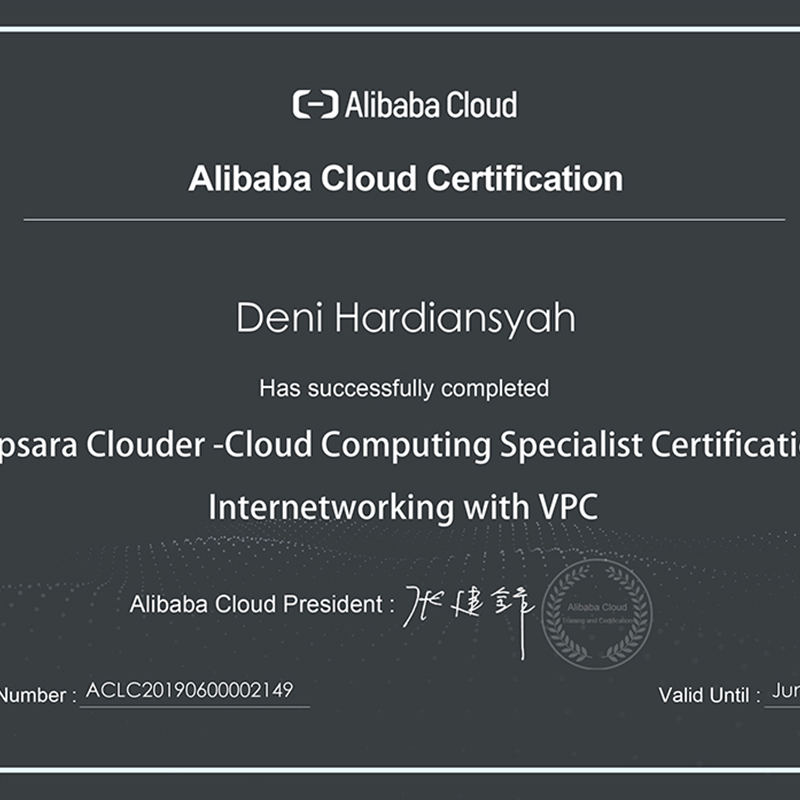 Alibaba Cloud
Alibaba Cloud Certification
Deni Hardiansyah
Has successfully completed
psara Clouder -Cloud Computing Specialist Certificati
Internetworking with VPC
Alibaba Cloud President : 张建锋
Alibaba Cloud
Training and Certification
Number : ACLC20190600002149
Valid Until : Jun